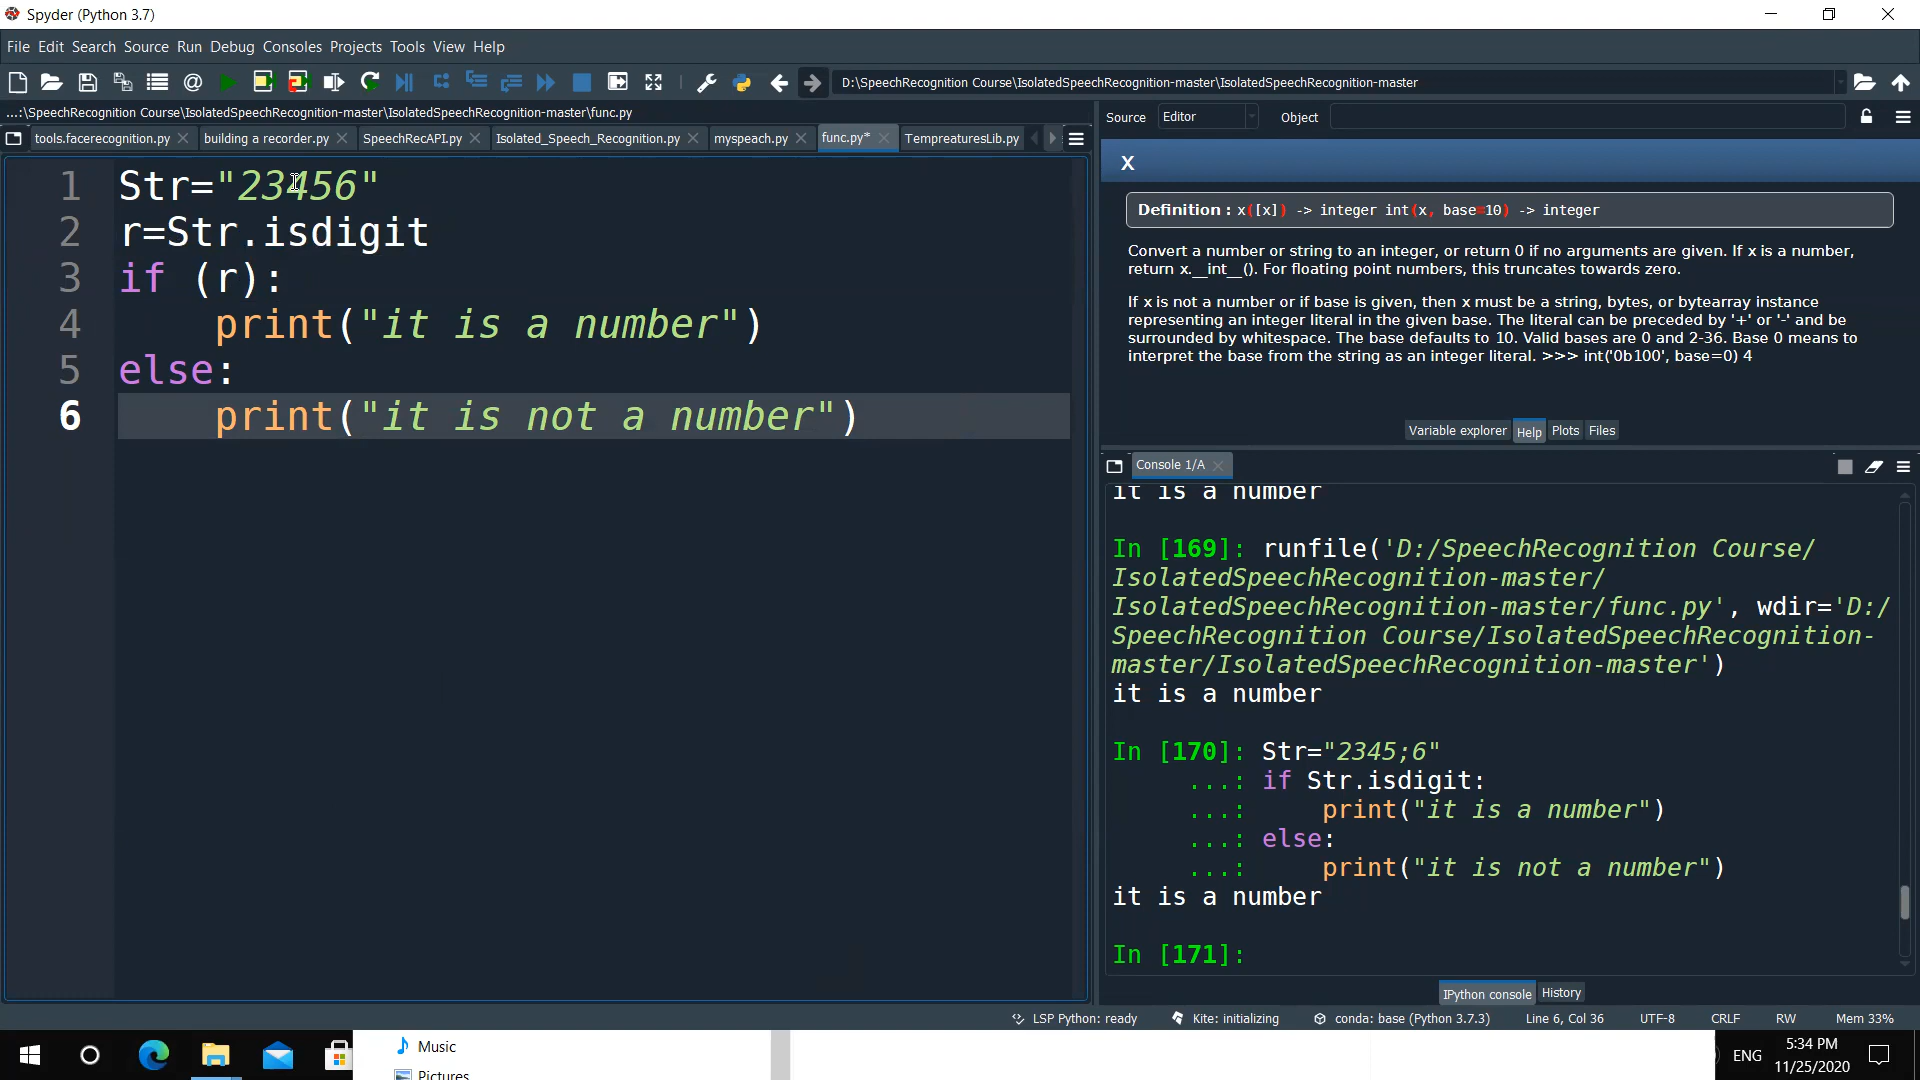 Spyder (Python 3.7)
File Edit Search Source Run Debug Consoles Projects Tools View Help
D:\SpeechRecognition Course\IsolatedSpeechRecognition-master\IsolatedSpeechRecognition-master
...:\SpeechRecognition Course\IsolatedSpeechRecognition-master\IsolatedSpeechRecognition-master\func.py
tools.facerecognition.py building a recorder.py SpeechRecAPI.py Isolated_Speech_Recognition.py myspeach.py func.py* TempreaturesLib.py
1 Str="23456"
2 r=Str.isdigit
3 if (r):
4 print("it is a number")
5 else:
6 print("it is not a number")
Source Editor Object
x
Definition : x([x]) -> integer int(x, base=10) -> integer
Convert a number or string to an integer, or return 0 if no arguments are given. If x is a number,
return x.__int__(). For floating point numbers, this truncates towards zero.
If x is not a number or if base is given, then x must be a string, bytes, or bytearray instance
representing an integer literal in the given base. The literal can be preceded by '+' or '-' and be
surrounded by whitespace. The base defaults to 10. Valid bases are 0 and 2-36. Base 0 means to
interpret the base from the string as an integer literal. >>> int('0b100', base=0) 4
Variable explorer Help Plots Files
Console 1/A
it is a number
In [169]: runfile('D:/SpeechRecognition Course/
IsolatedSpeechRecognition-master/
IsolatedSpeechRecognition-master/func.py', wdir='D:/
SpeechRecognition Course/IsolatedSpeechRecognition-
master/IsolatedSpeechRecognition-master')
it is a number
In [170]: Str="2345;6"
...: if Str.isdigit:
...: print("it is a number")
...: else:
...: print("it is not a number")
it is a number
In [171]:
IPython console History
LSP Python: ready Kite: initializing conda: base (Python 3.7.3) Line 6, Col 36 UTF-8 CRLF RW Mem 33%
Music
Pictures
ENG
5:34 PM
11/25/2020